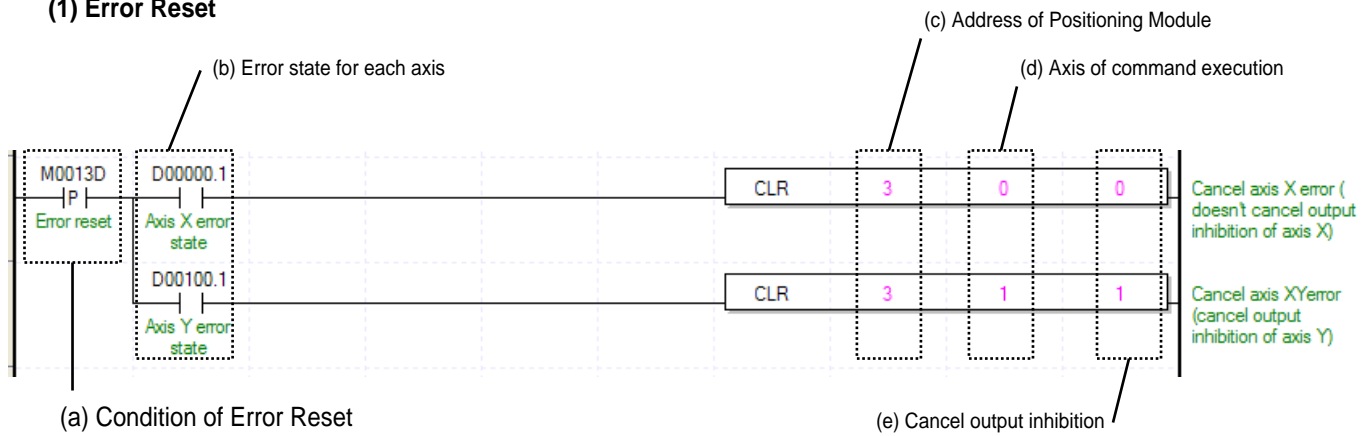 (1) Error Reset
(c) Address of Positioning Module
(b) Error state for each axis
(d) Axis of command execution
M0013D
P
Error reset
D00000.1
Axis X error
state
CLR 3 0 0
Cancel axis X error (
doesn't cancel output
inhibition of axis X)
D00100.1
Axis Y error
state
CLR 3 1 1
Cancel axis XYerror
(cancel output
inhibition of axis Y)
(a) Condition of Error Reset
(e) Cancel output inhibition